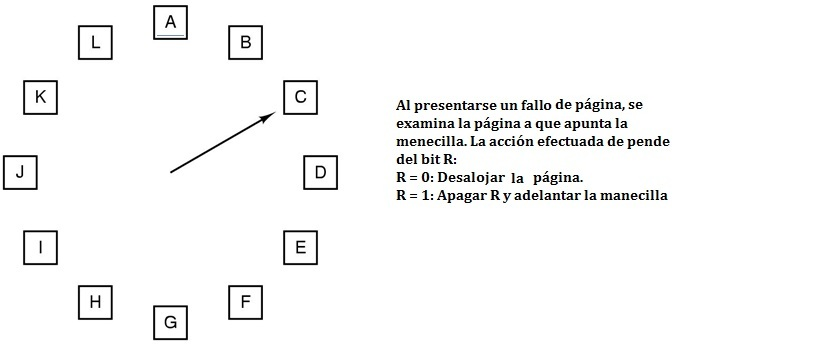 A
B
C
D
E
F
G
H
I
J
K
L
Al presentarse un fallo de página, se
examina la página a que apunta la
menecilla. La acción efectuada de pende
del bit R:
R = 0: Desalojar la página.
R = 1: Apagar R y adelantar la manecilla